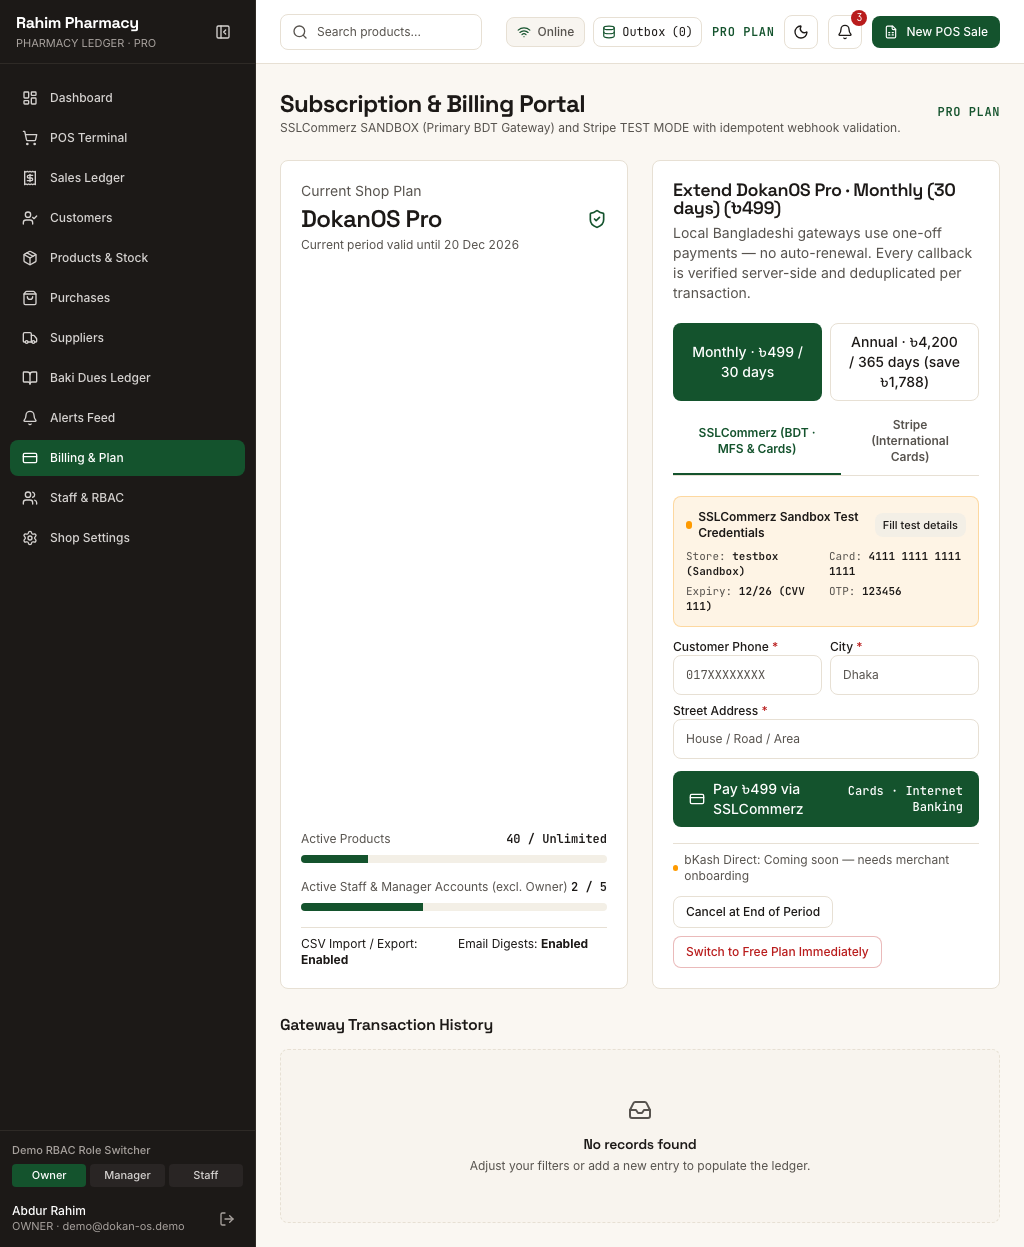 Rahim Pharmacy
PHARMACY LEDGER · PRO
Dashboard
POS Terminal
Sales Ledger
Customers
Products & Stock
Purchases
Suppliers
Baki Dues Ledger
Alerts Feed
Billing & Plan
Staff & RBAC
Shop Settings
Demo RBAC Role Switcher
Owner
Manager
Staff
Abdur Rahim
OWNER · demo@dokan-os.demo
Search products...
Online
Outbox (0)
PRO PLAN
3
New POS Sale
Subscription & Billing Portal
SSLCommerz SANDBOX (Primary BDT Gateway) and Stripe TEST MODE with idempotent webhook validation.
PRO PLAN
Current Shop Plan
DokanOS Pro
Current period valid until 20 Dec 2026
Active Products
40 / Unlimited
Active Staff & Manager Accounts (excl. Owner)
2 / 5
CSV Import / Export:
Enabled
Email Digests: Enabled
Extend DokanOS Pro · Monthly (30
days) (৳499)
Local Bangladeshi gateways use one-off
payments — no auto-renewal. Every callback
is verified server-side and deduplicated per
transaction.
Monthly · ৳499 /
30 days
Annual · ৳4,200
/ 365 days (save
৳1,788)
SSLCommerz (BDT ·
MFS & Cards)
Stripe
(International
Cards)
SSLCommerz Sandbox Test
Credentials
Fill test details
Store: testbox
(Sandbox)
Card: 4111 1111 1111
1111
Expiry: 12/26 (CVV
111)
OTP: 123456
Customer Phone *
017XXXXXXXX
City *
Dhaka
Street Address *
House / Road / Area
Pay ৳499 via
SSLCommerz
Cards · Internet
Banking
bKash Direct: Coming soon — needs merchant
onboarding
Cancel at End of Period
Switch to Free Plan Immediately
Gateway Transaction History
No records found
Adjust your filters or add a new entry to populate the ledger.